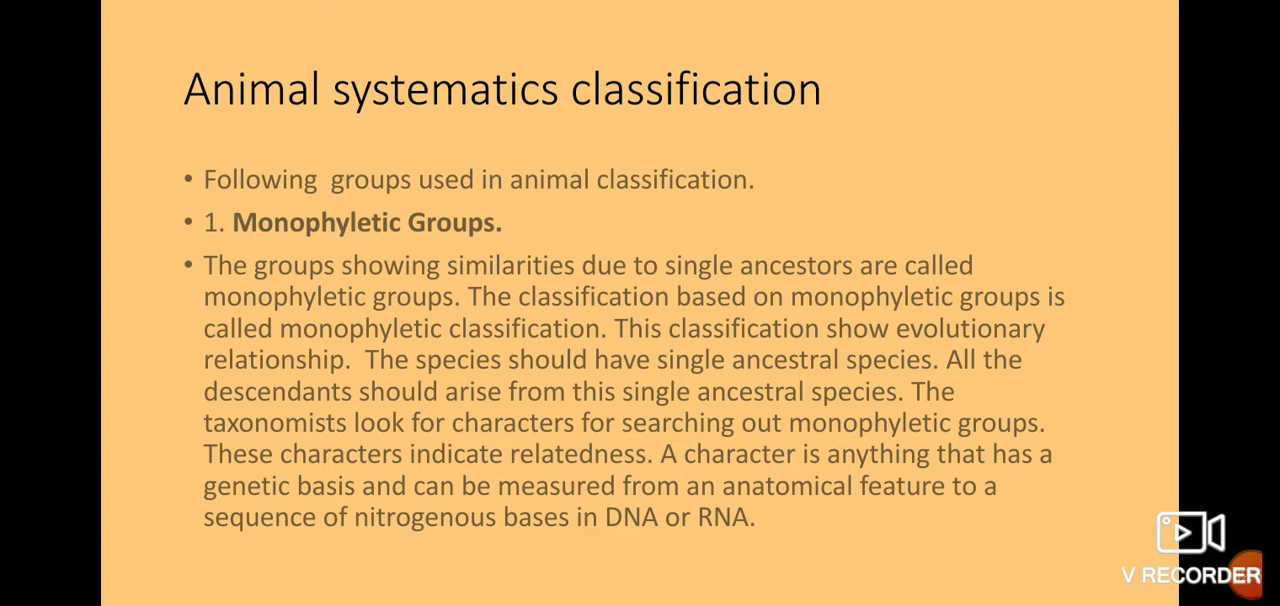 Animal systematics classification
• Following  groups used in animal classification.
• 1. Monophyletic Groups.
• The groups showing similarities due to single ancestors are called
monophyletic groups. The classification based on monophyletic groups is
called monophyletic classification. This classification show evolutionary
relationship.  The species should have single ancestral species. All the
descendants should arise from this single ancestral species. The
taxonomists look for characters for searching out monophyletic groups.
These characters indicate relatedness. A character is anything that has a
genetic basis and can be measured from an anatomical feature to a
sequence of nitrogenous bases in DNA or RNA.
V RECORDER